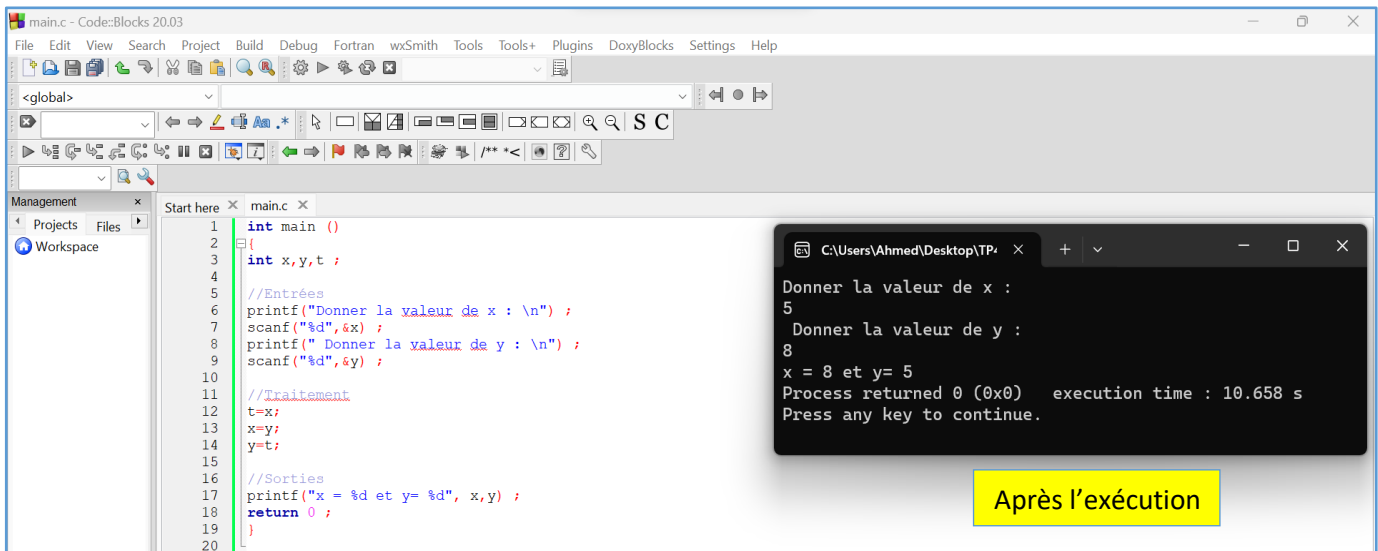 main.c - Code::Blocks 20.03
File Edit View Search Project Build Debug Fortran wxSmith Tools Tools+ Plugins DoxyBlocks Settings Help
<global>
S C
/** *<
Management ×
Projects Files
Workspace
Start here × main.c ×
1 int main ()
2 {
3 int x,y,t ;
4
5 //Entrées
6 printf("Donner la valeur de x : \n") ;
7 scanf("%d",&x) ;
8 printf(" Donner la valeur de y : \n") ;
9 scanf("%d",&y) ;
10
11 //Traitement
12 t=x;
13 x=y;
14 y=t;
15
16 //Sorties
17 printf("x = %d et y= %d", x,y) ;
18 return 0 ;
19 }
20
C:\Users\Ahmed\Desktop\TP4
Donner la valeur de x :
5
 Donner la valeur de y :
8
x = 8 et y= 5
Process returned 0 (0x0)   execution time : 10.658 s
Press any key to continue.
Après l’exécution